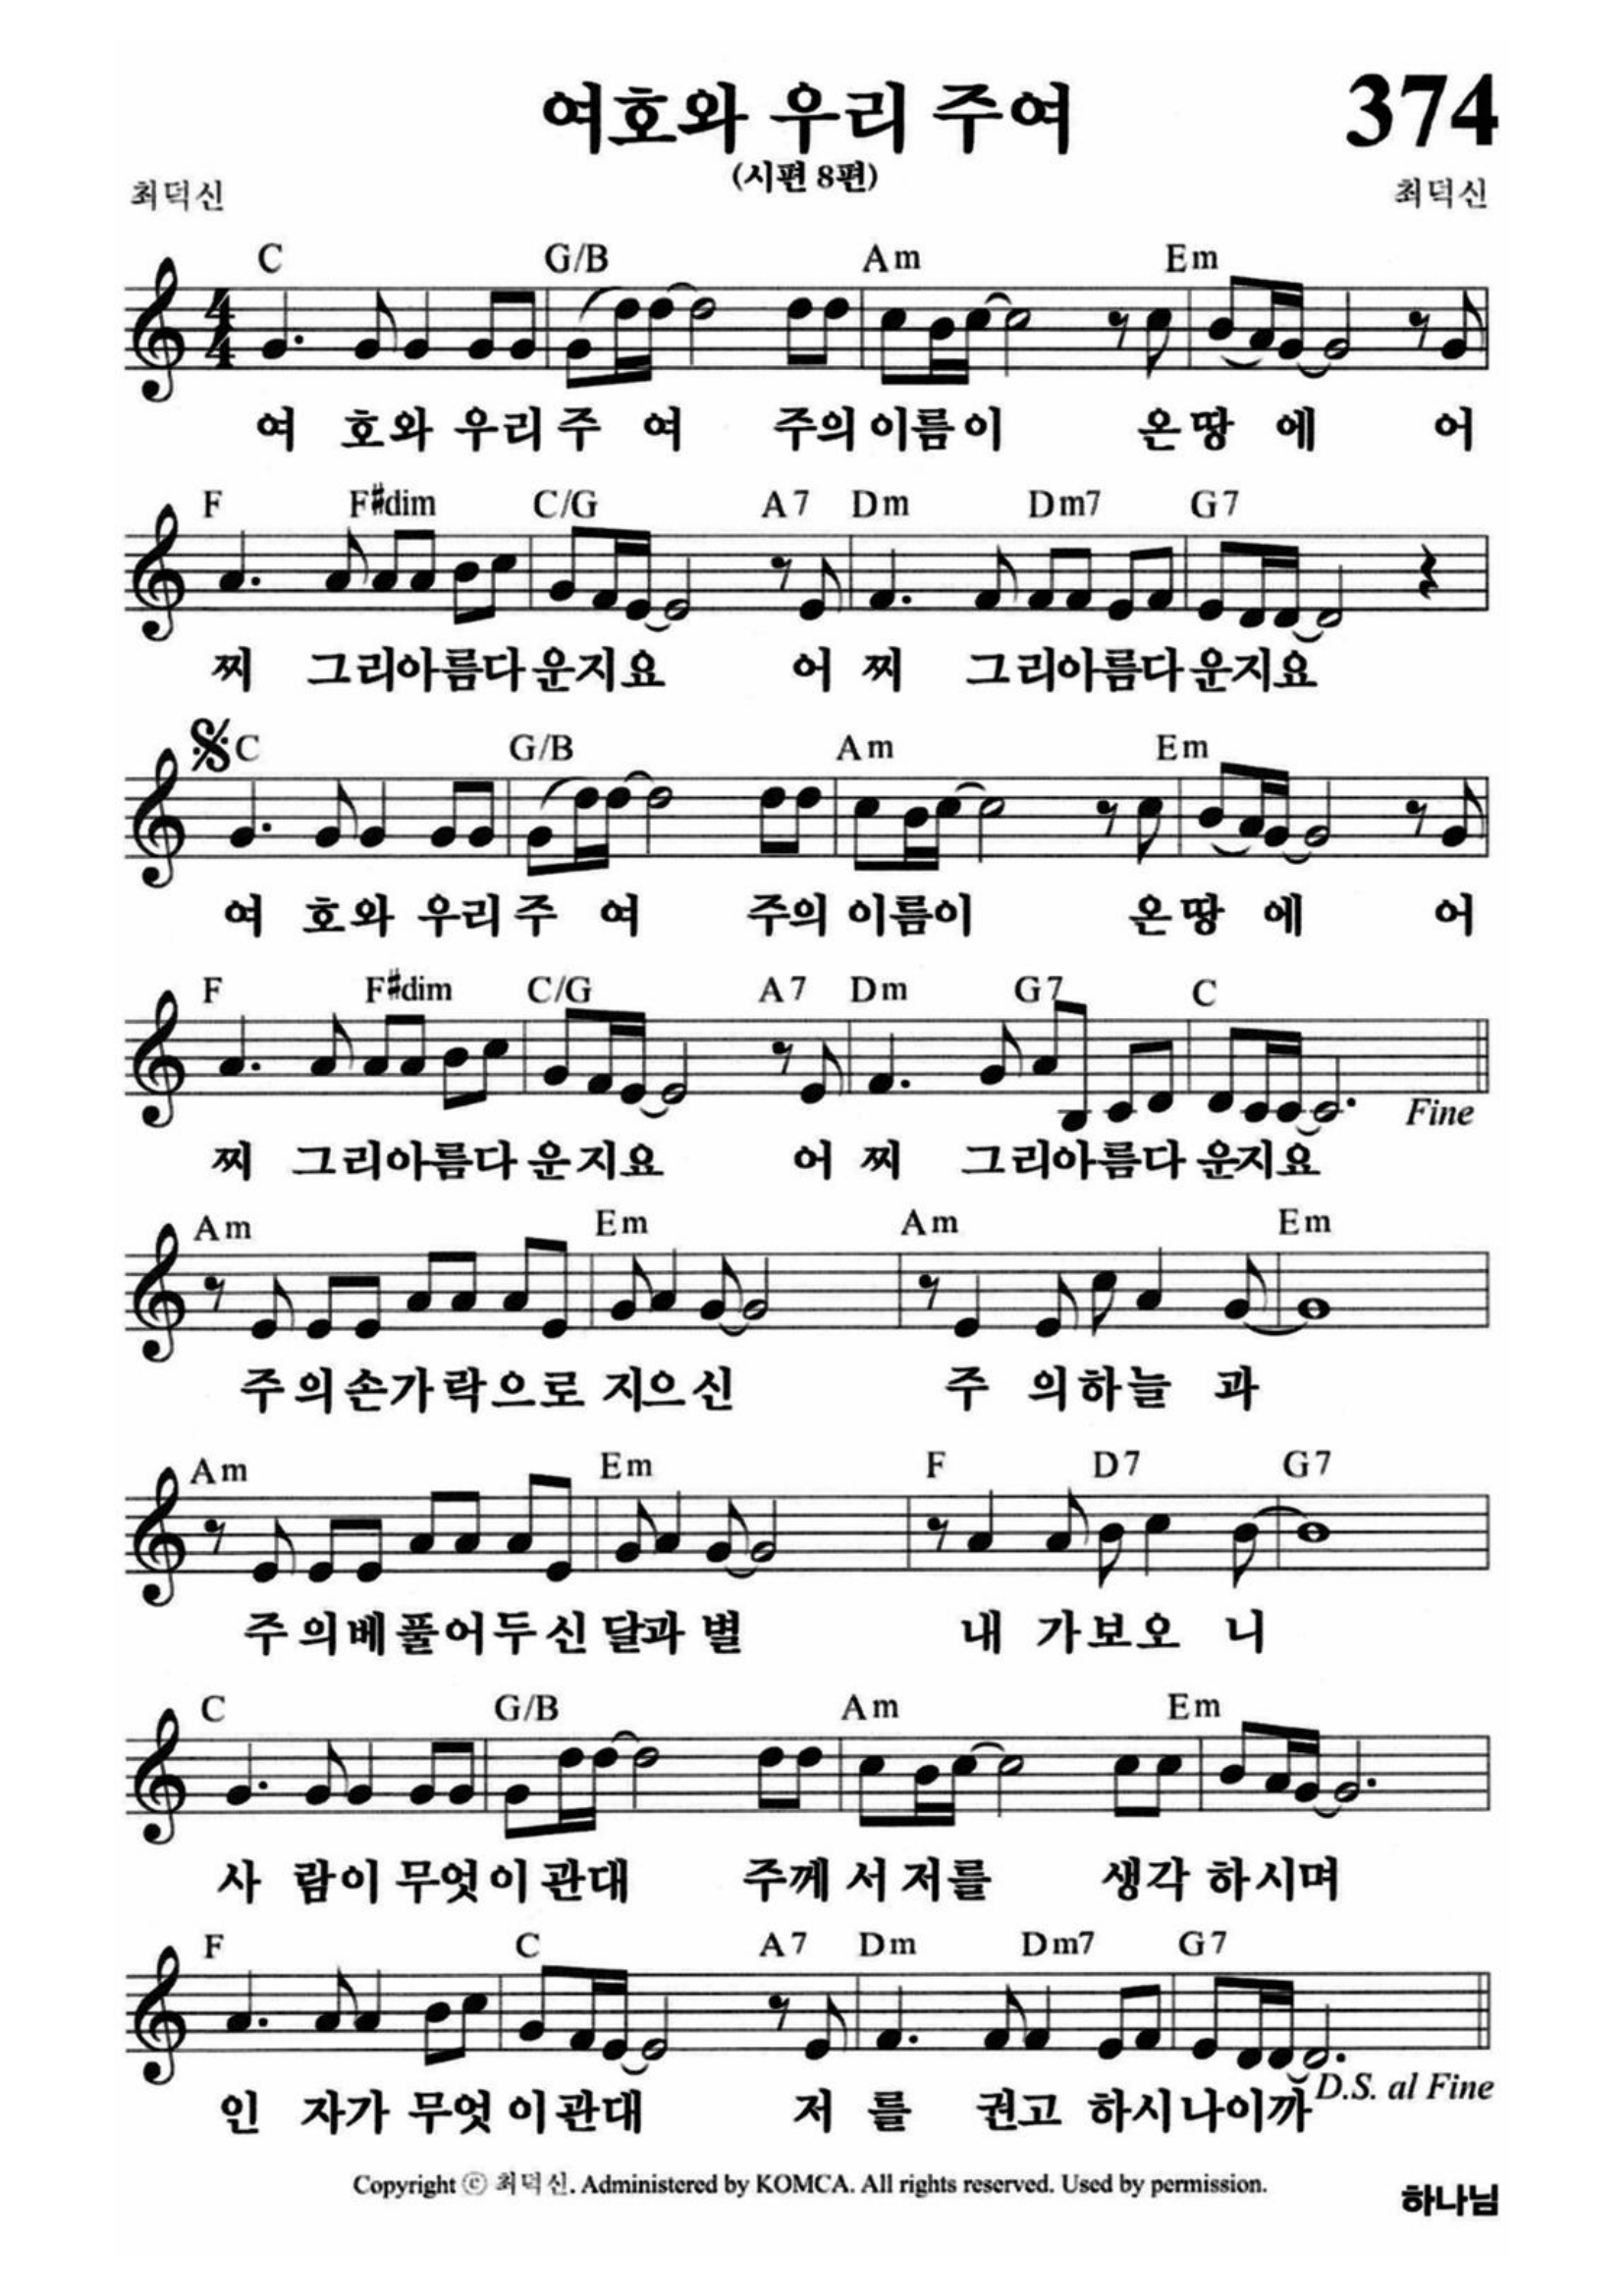 여호와 우리 주여
374
(시편 8편)
최덕신 최덕신
C G/B Am Em
여 호와 우리 주 여 주의 이름이 온 땅 에 어
F F#dim C/G A7 Dm Dm7 G7
찌 그리아름다 운지요 어 찌 그리아름다 운지요
C G/B Am Em
여 호와 우리 주 여 주의 이름이 온 땅 에 어
F F#dim C/G A7 Dm G7 C
Fine
찌 그리아름다 운지요 어 찌 그리아름다 운지요
Am Em Am Em
주의손가락으로 지으신 주 의하늘 과
Am Em F D7 G7
주의베풀어두신 달과 별 내 가보오 니
C G/B Am Em
사 람이 무엇이관대 주께서 저를 생각 하시며
F C A7 Dm Dm7 G7
D.S. al Fine
인 자가 무엇 이관대 저 를 권고 하시나이까
Copyright ⓒ 최덕신. Administered by KOMCA. All rights reserved. Used by permission.
하나님